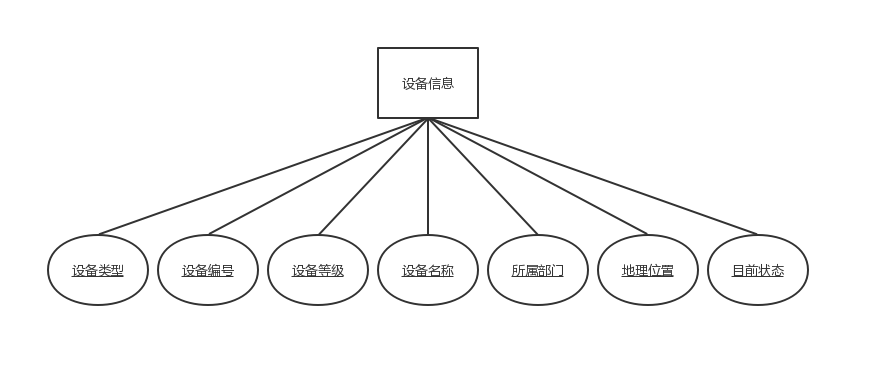 设备信息
设备类型
设备编号
设备等级
设备名称
所属部门
地理位置
目前状态